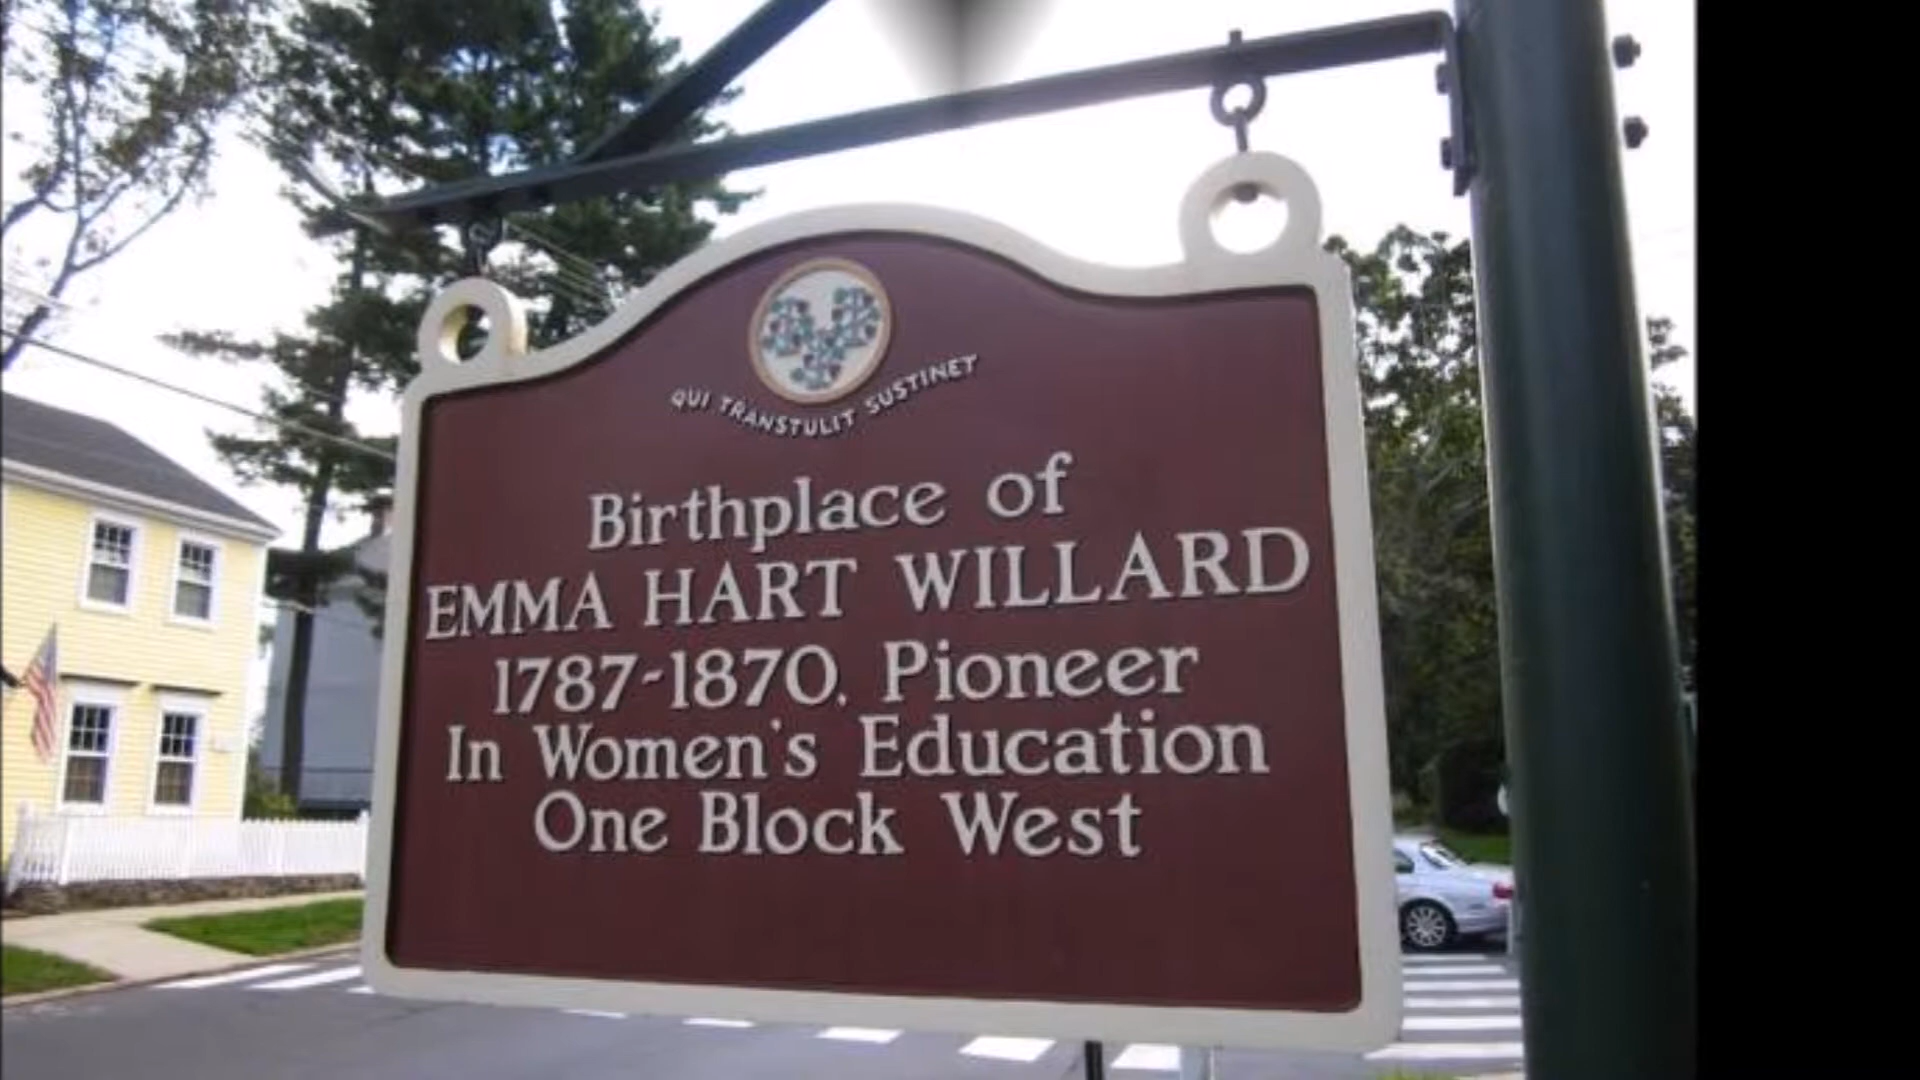 QUI TRANSTULIT SUSTINET
Birthplace of
EMMA HART WILLARD
1787-1870. Pioneer
In Women's Education
One Block West